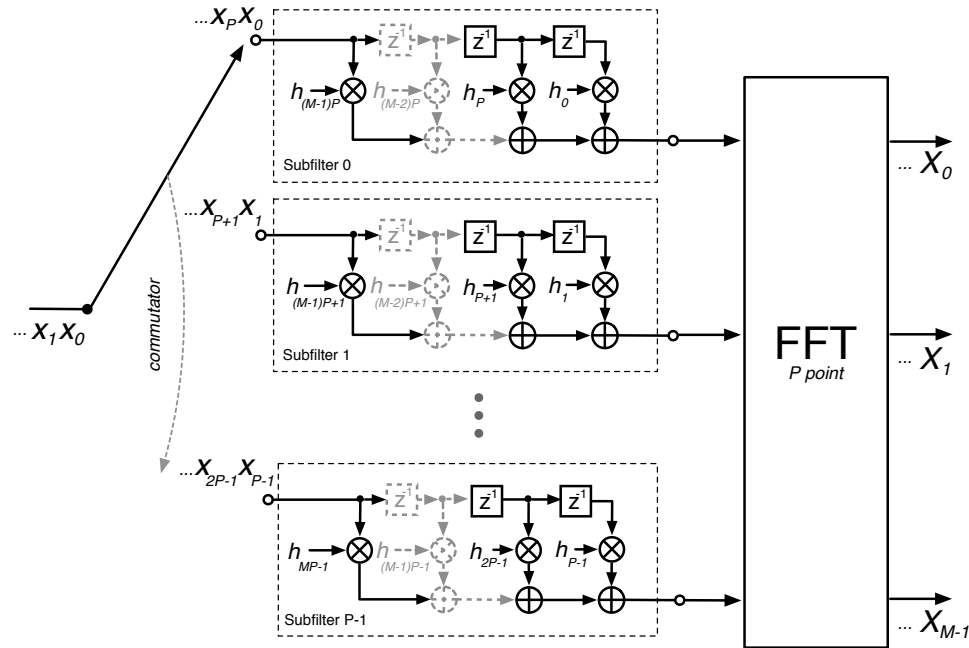 ...x_P x_0
z^-1
z^-1
z^-1
h_(M-1)P
h_(M-2)P
h_P
h_0
Subfilter 0
... X_0
...x_P+1 x_1
z^-1
z^-1
z^-1
h_(M-1)P+1
h_(M-2)P+1
h_P+1
h_1
Subfilter 1
... x_1 x_0
commutator
FFT
P point
... X_1
...x_2P-1 x_P-1
z^-1
z^-1
z^-1
h_MP-1
h_(M-1)P-1
h_2P-1
h_P-1
Subfilter P-1
... X_M-1